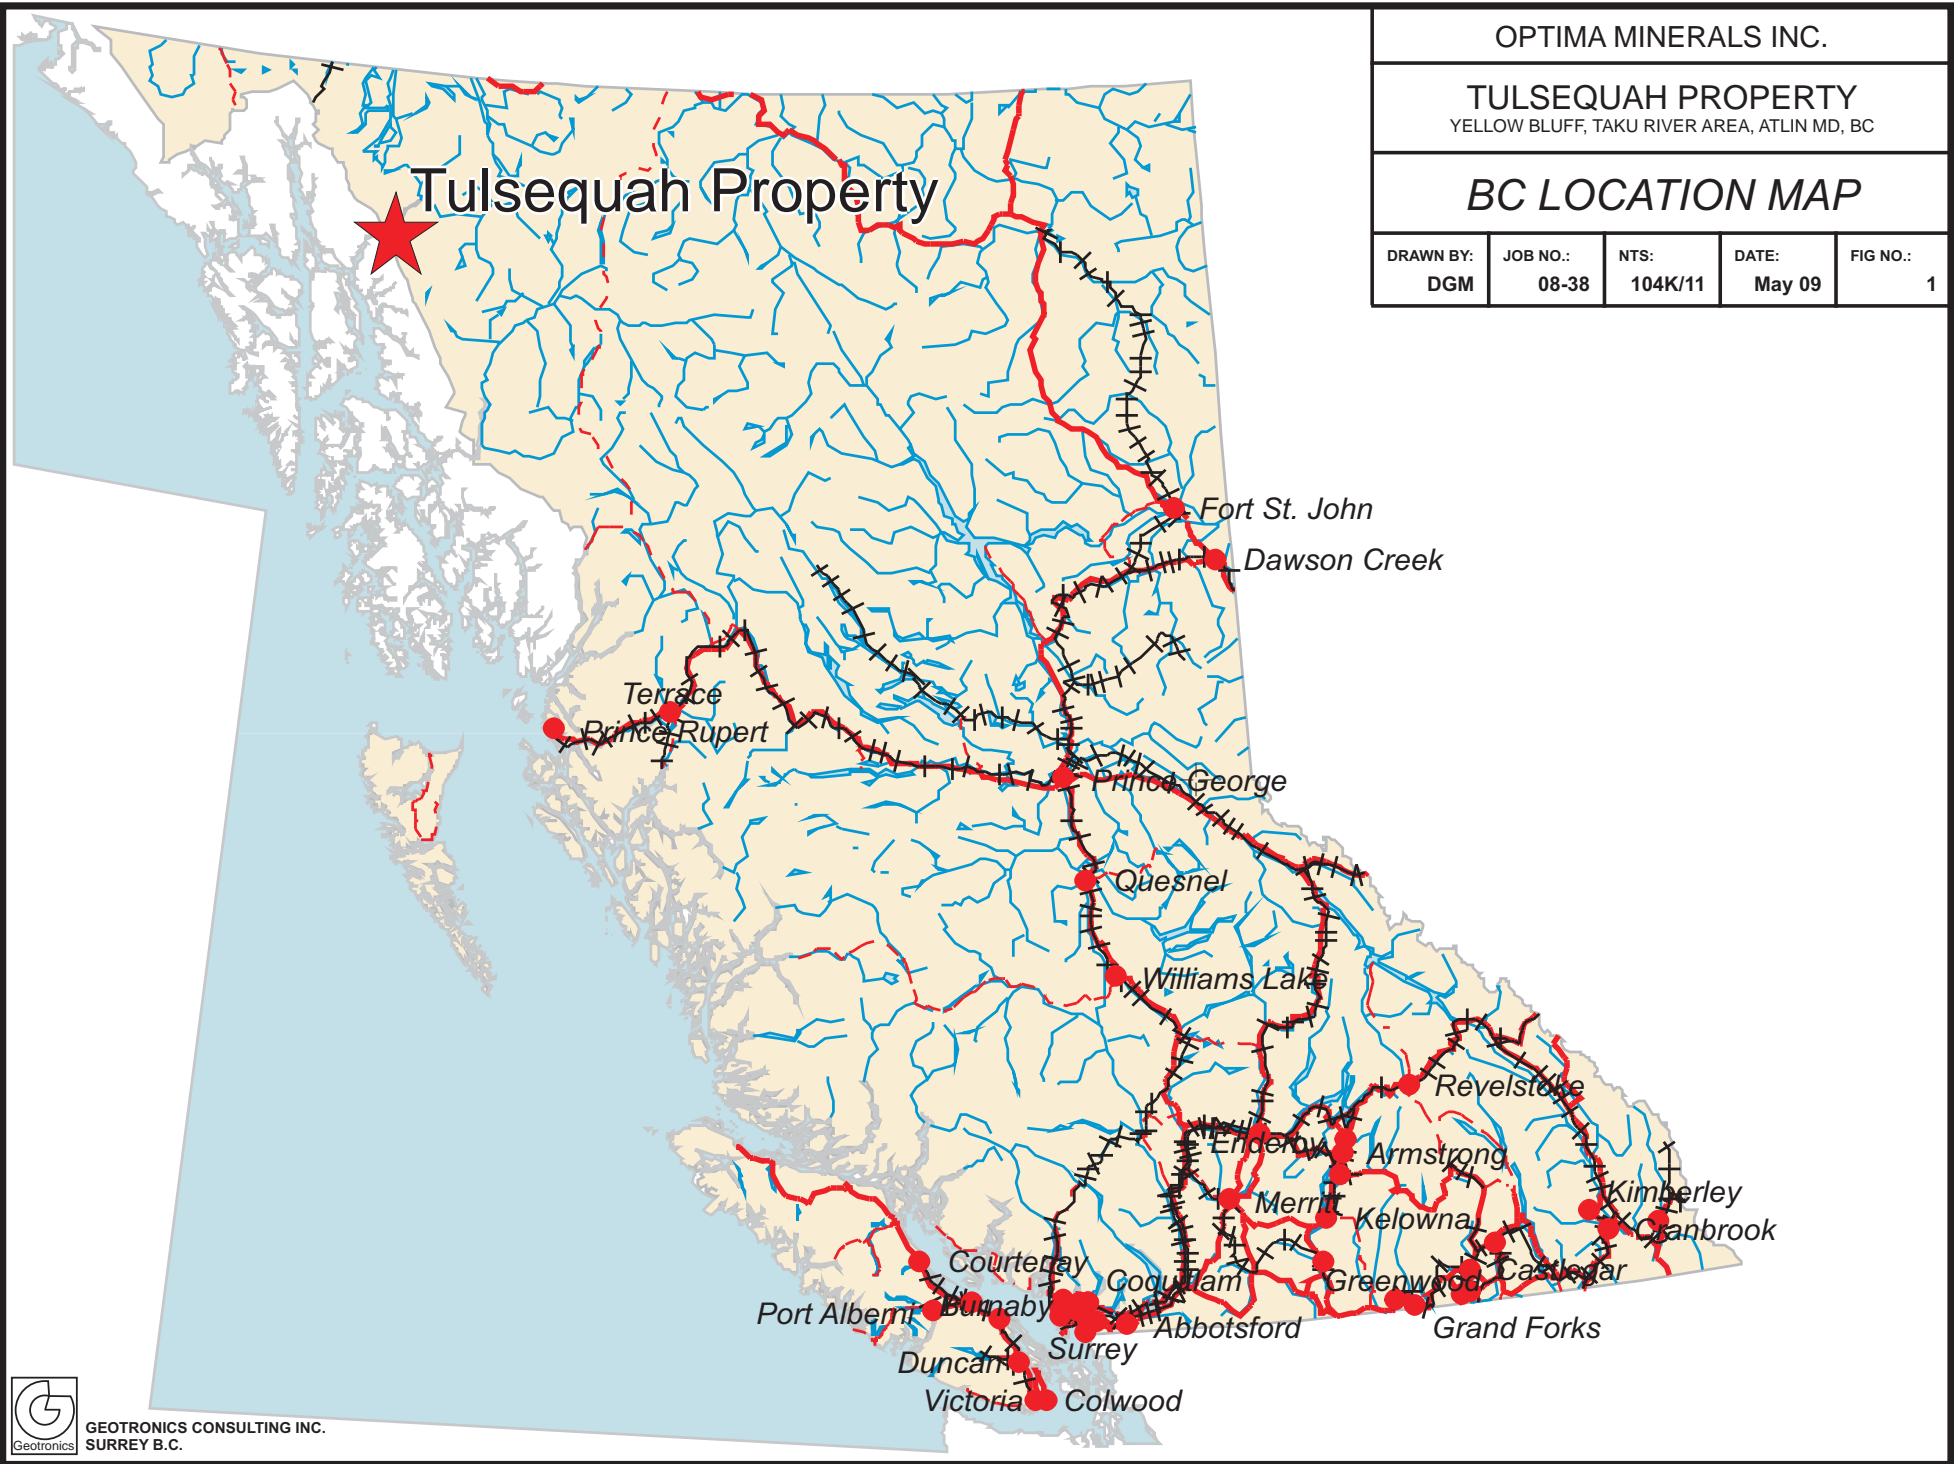 OPTIMA MINERALS INC.
TULSEQUAH PROPERTY
YELLOW BLUFF, TAKU RIVER AREA, ATLIN MD, BC
BC LOCATION MAP
DRAWN BY: JOB NO.: NTS: DATE: FIG NO.:
DGM 08-38 104K/11 May 09 1
Tulsequah Property
Fort St. John
Dawson Creek
Terrace
Prince Rupert
Prince George
Quesnel
Williams Lake
Revelstoke
Enderby
Armstrong
Kimberley
Merritt
Kelowna
Cranbrook
Courtenay
Coquitlam
Greenwood
Castlegar
Port Alberni
Burnaby
Abbotsford
Grand Forks
Surrey
Duncan
Victoria
Colwood
Geotronics
GEOTRONICS CONSULTING INC.
SURREY B.C.